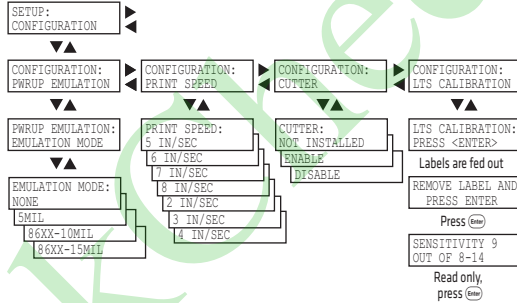 SETUP:
CONFIGURATION
CONFIGURATION:
PWRUP EMULATION
CONFIGURATION:
PRINT SPEED
CONFIGURATION:
CUTTER
CONFIGURATION:
LTS CALIBRATION
PWRUP EMULATION:
EMULATION MODE
EMULATION MODE:
NONE
5MIL
86XX-10MIL
86XX-15MIL
PRINT SPEED:
5 IN/SEC
6 IN/SEC
7 IN/SEC
8 IN/SEC
2 IN/SEC
3 IN/SEC
4 IN/SEC
CUTTER:
NOT INSTALLED
ENABLE
DISABLE
LTS CALIBRATION:
PRESS <ENTER>
Labels are fed out
REMOVE LABEL AND
PRESS ENTER
Press Enter
SENSITIVITY 9
OUT OF 8-14
Read only,
press Enter